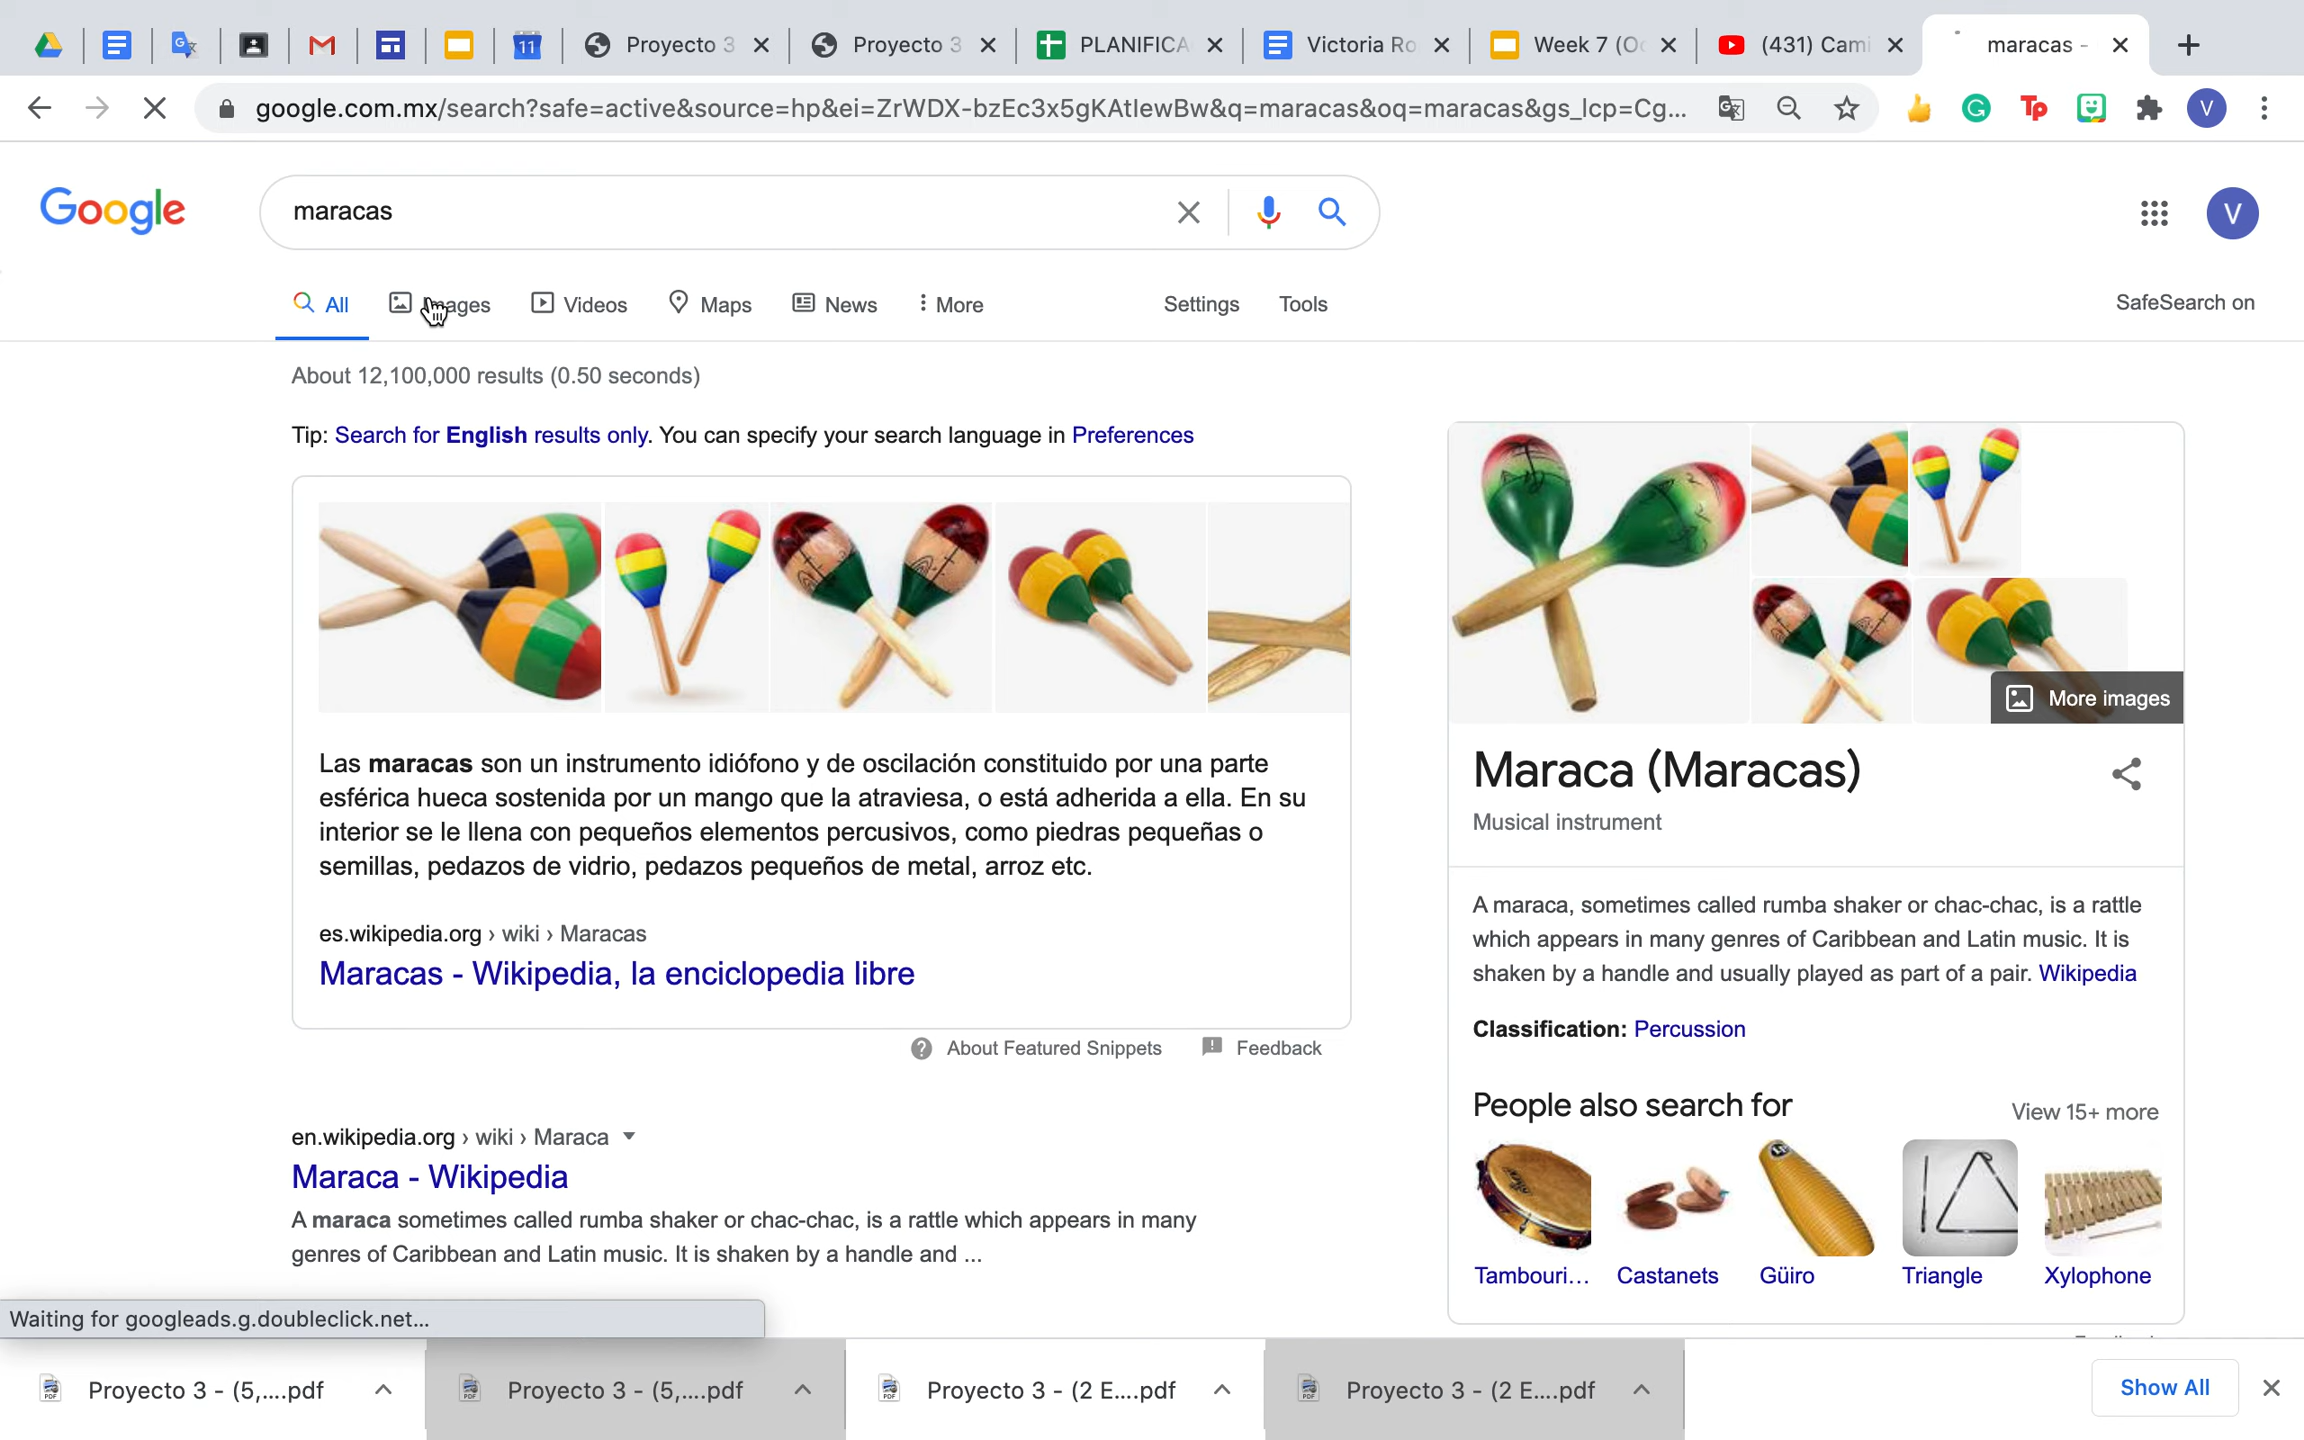 11
Proyecto 3
Proyecto 3
PLANIFICA
Victoria Ro
Week 7 (Oc
(431) Cami
maracas -
google.com.mx/search?safe=active&source=hp&ei=ZrWDX-bzEc3x5gKAtlewBw&q=maracas&oq=maracas&gs_lcp=Cg...
V
Google
maracas
V
All
Images
Videos
Maps
News
More
Settings
Tools
SafeSearch on
About 12,100,000 results (0.50 seconds)
Tip: Search for English results only. You can specify your search language in Preferences
Las maracas son un instrumento idiófono y de oscilación constituido por una parte
esférica hueca sostenida por un mango que la atraviesa, o está adherida a ella. En su
interior se le llena con pequeños elementos percusivos, como piedras pequeñas o
semillas, pedazos de vidrio, pedazos pequeños de metal, arroz etc.
es.wikipedia.org › wiki › Maracas
Maracas - Wikipedia, la enciclopedia libre
About Featured Snippets
Feedback
en.wikipedia.org › wiki › Maraca
Maraca - Wikipedia
A maraca sometimes called rumba shaker or chac-chac, is a rattle which appears in many
genres of Caribbean and Latin music. It is shaken by a handle and ...
More images
Maraca (Maracas)
Musical instrument
A maraca, sometimes called rumba shaker or chac-chac, is a rattle
which appears in many genres of Caribbean and Latin music. It is
shaken by a handle and usually played as part of a pair. Wikipedia
Classification: Percussion
People also search for
View 15+ more
Tambouri...
Castanets
Güiro
Triangle
Xylophone
Waiting for googleads.g.doubleclick.net...
Proyecto 3 - (5,....pdf
Proyecto 3 - (5,....pdf
Proyecto 3 - (2 E....pdf
Proyecto 3 - (2 E....pdf
Show All